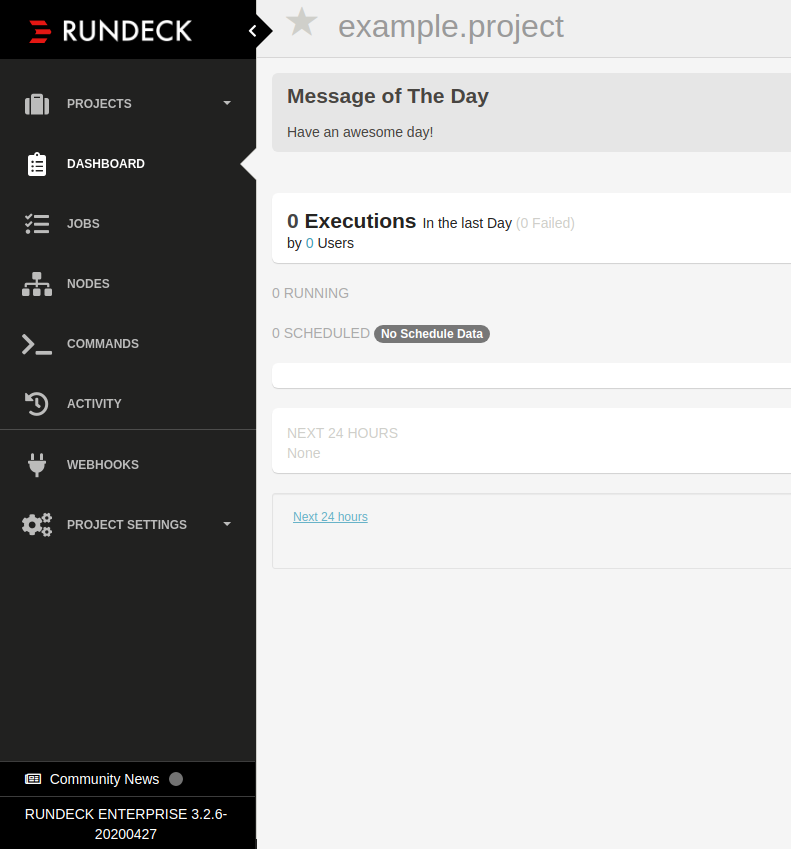 RUNDECK
PROJECTS
DASHBOARD
JOBS
NODES
COMMANDS
ACTIVITY
WEBHOOKS
PROJECT SETTINGS
Community News
RUNDECK ENTERPRISE 3.2.6-
20200427
example.project
Message of The Day
Have an awesome day!
0 Executions In the last Day (0 Failed)
by 0 Users
0 RUNNING
0 SCHEDULED No Schedule Data
NEXT 24 HOURS
None
Next 24 hours